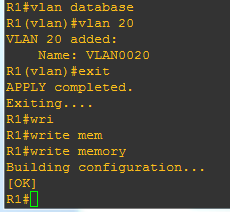 R1#vlan database
R1(vlan)#vlan 20
VLAN 20 added:
    Name: VLAN0020
R1(vlan)#exit
APPLY completed.
Exiting....
R1#wri
R1#write mem
R1#write memory
Building configuration...
[OK]
R1#